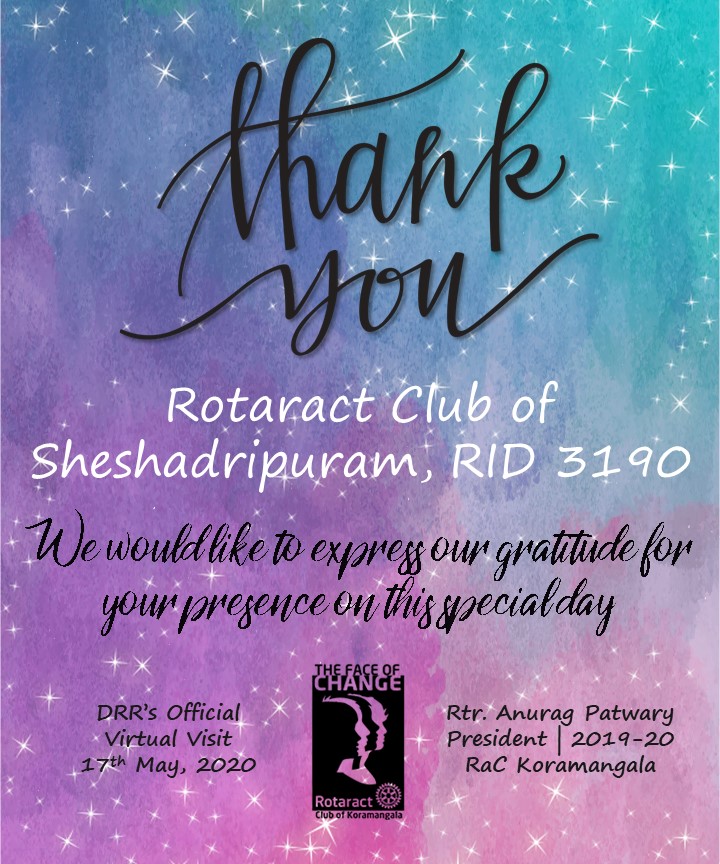 thank
you
Rotaract Club of
Sheshadripuram, RID 3190
We would like to express our gratitude for
your presence on this special day
THE FACE OF
CHANGE
Rotaract
Club of Koramangala
DRR's Official
Virtual Visit
17th May, 2020
Rtr. Anurag Patwary
President | 2019-20
RaC Koramangala